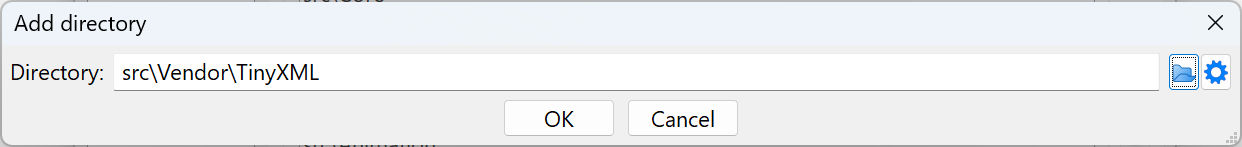 Add directory
Directory: src\Vendor\TinyXML
OK Cancel